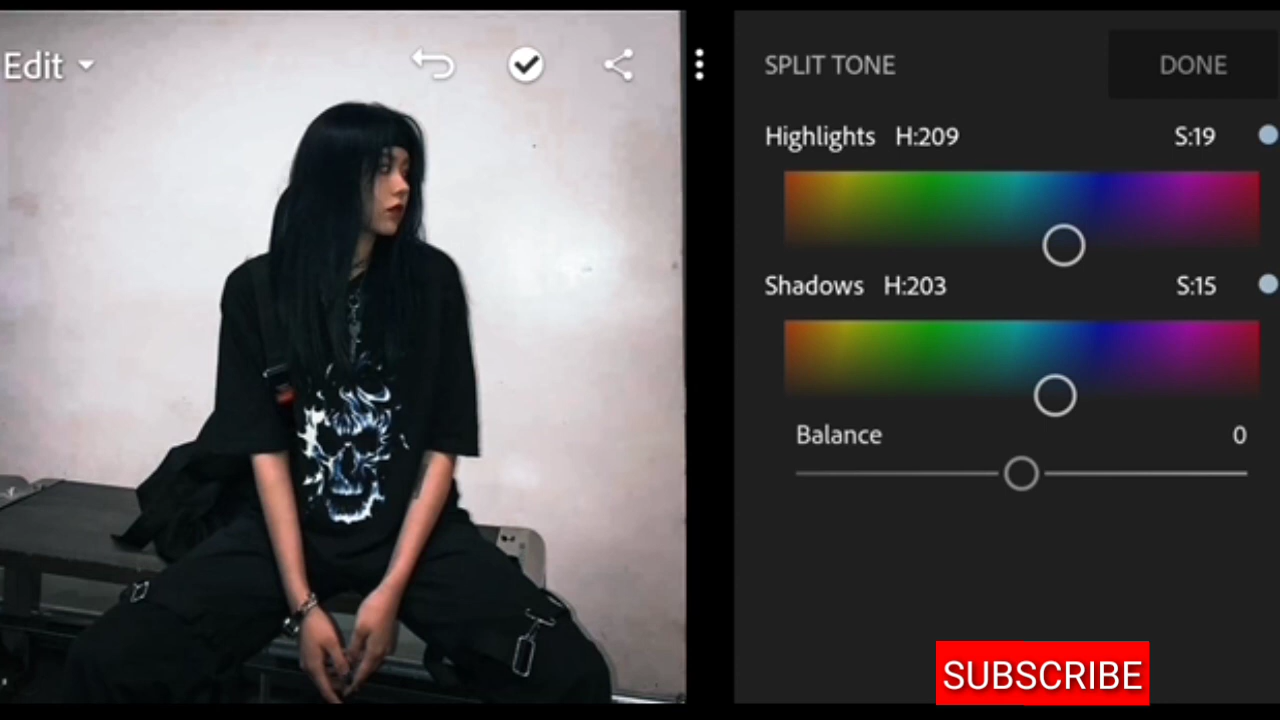 Edit
SPLIT TONE
DONE
Highlights H:209 S:19
Shadows H:203 S:15
Balance 0
SUBSCRIBE